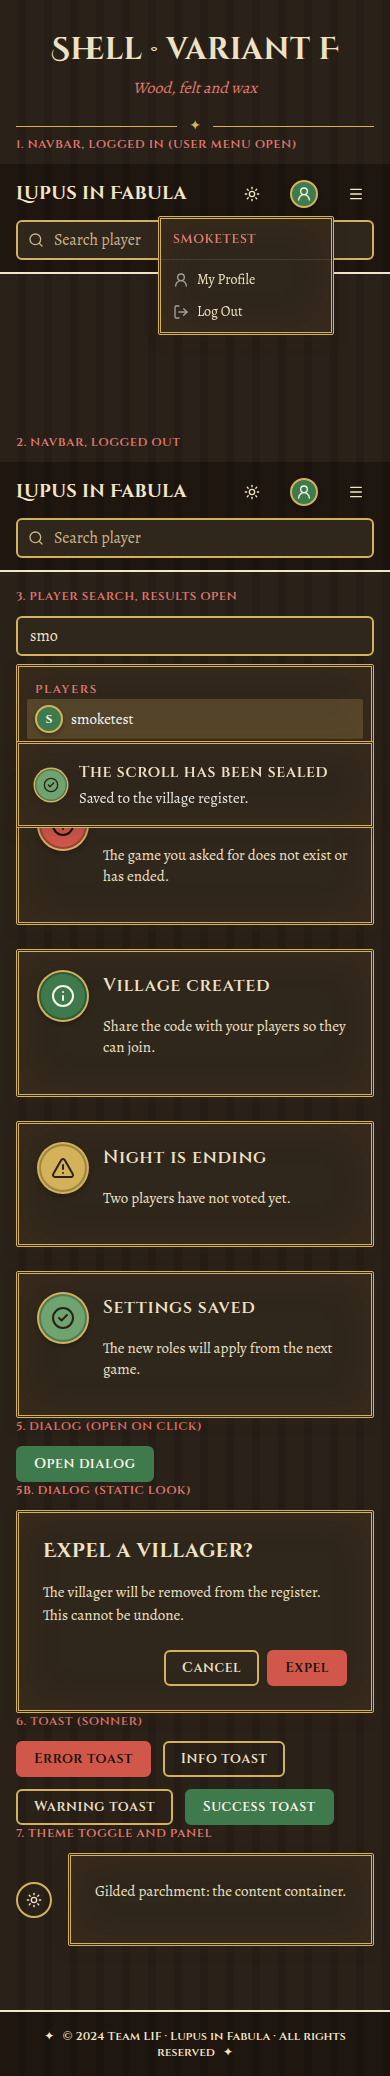 Shell · Variant F
Wood, felt and wax
1. Navbar, logged in (user menu open)
Lupus in Fabula
Search player
smoketest
My Profile
Log Out
2. Navbar, logged out
Lupus in Fabula
Search player
3. Player search, results open
smo
Players
S smoketest
The scroll has been sealed
Saved to the village register.
The game you asked for does not exist or
has ended.
Village created
Share the code with your players so they
can join.
Night is ending
Two players have not voted yet.
Settings saved
The new roles will apply from the next
game.
5. Dialog (open on click)
Open dialog
5b. Dialog (static look)
Expel a villager?
The villager will be removed from the register.
This cannot be undone.
Cancel Expel
6. Toast (sonner)
Error toast Info toast
Warning toast Success toast
7. Theme toggle and panel
Gilded parchment: the content container.
✦ © 2024 Team LIF · Lupus in Fabula · All rights
reserved ✦